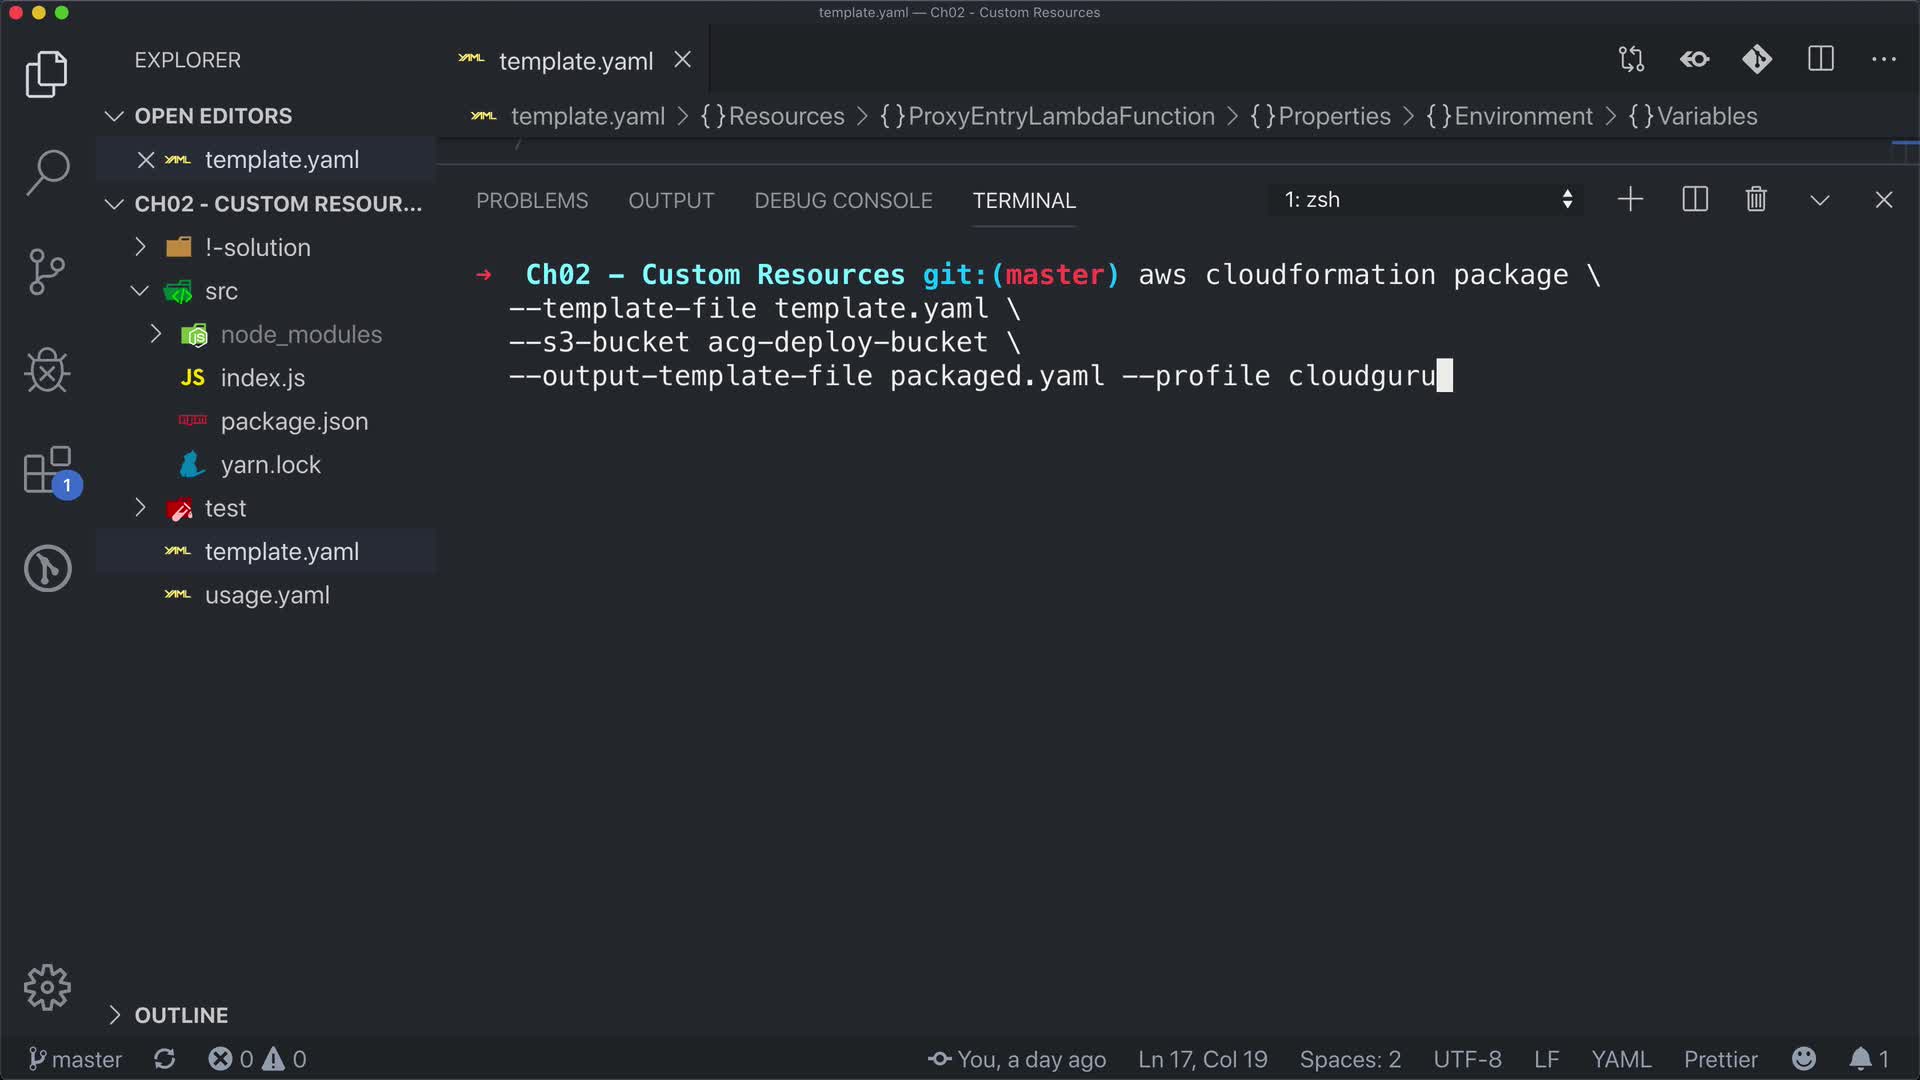 template.yaml — Ch02 - Custom Resources
EXPLORER
template.yaml
OPEN EDITORS
template.yaml > {} Resources > {} ProxyEntryLambdaFunction > {} Properties > {} Environment > {} Variables
template.yaml
CH02 - CUSTOM RESOUR...
PROBLEMS OUTPUT DEBUG CONSOLE TERMINAL 1: zsh
!-solution
src
node_modules
JS index.js
package.json
yarn.lock
test
template.yaml
usage.yaml
→ Ch02 - Custom Resources git:(master) aws cloudformation package \
--template-file template.yaml \
--s3-bucket acg-deploy-bucket \
--output-template-file packaged.yaml --profile cloudguru
1
OUTLINE
master 0 0 You, a day ago Ln 17, Col 19 Spaces: 2 UTF-8 LF YAML Prettier 1